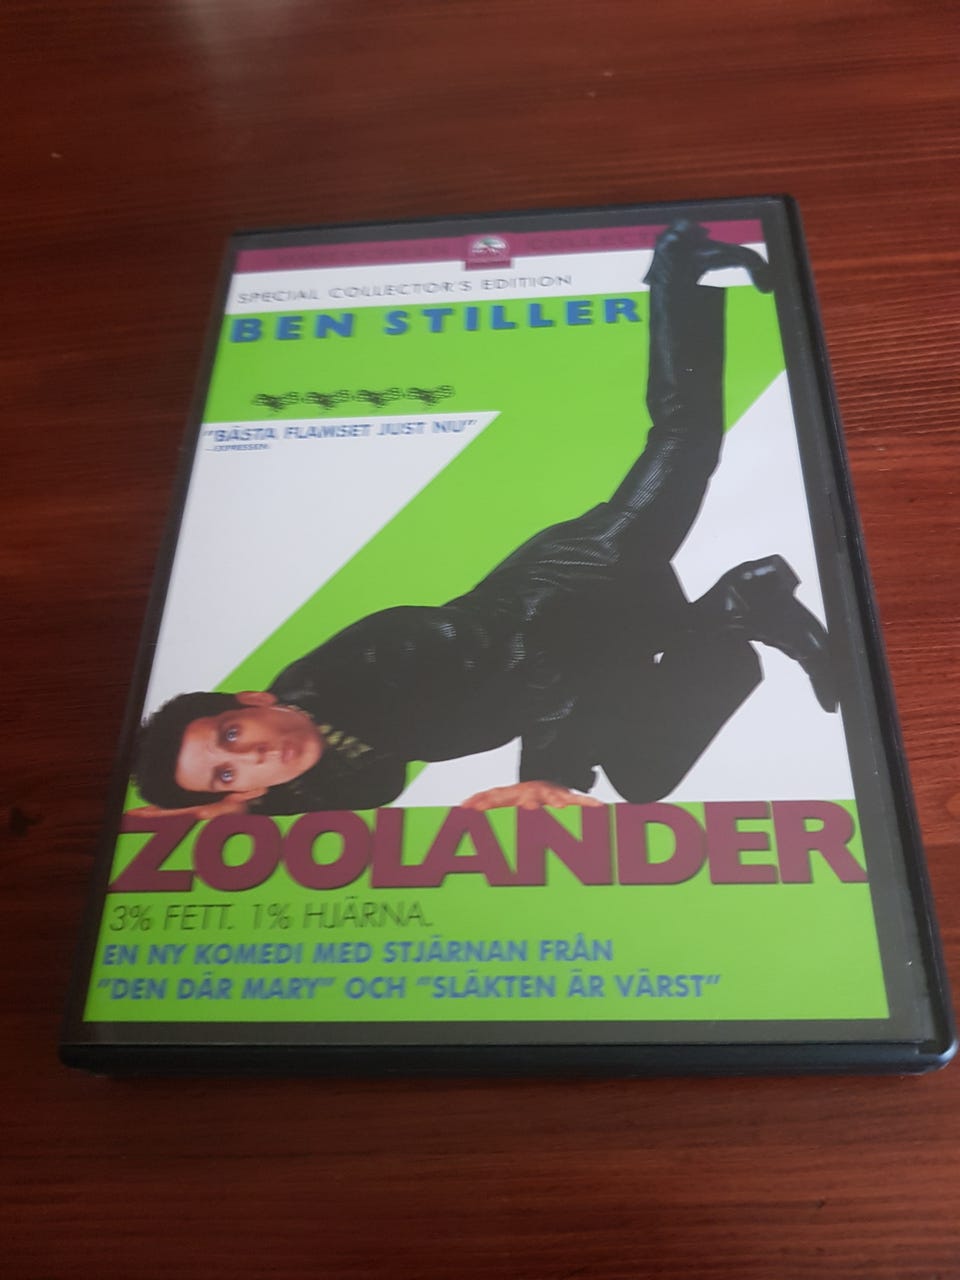 SPECIAL COLLECTOR'S EDITION
BEN STILLER
"BÄSTA FLAMSET JUST NU"
—EXPRESSEN
ZOOLANDER
3% FETT. 1% HJÄRNA.
EN NY KOMEDI MED STJÄRNAN FRÅN
"DEN DÄR MARY" OCH "SLÄKTEN ÄR VÄRST"